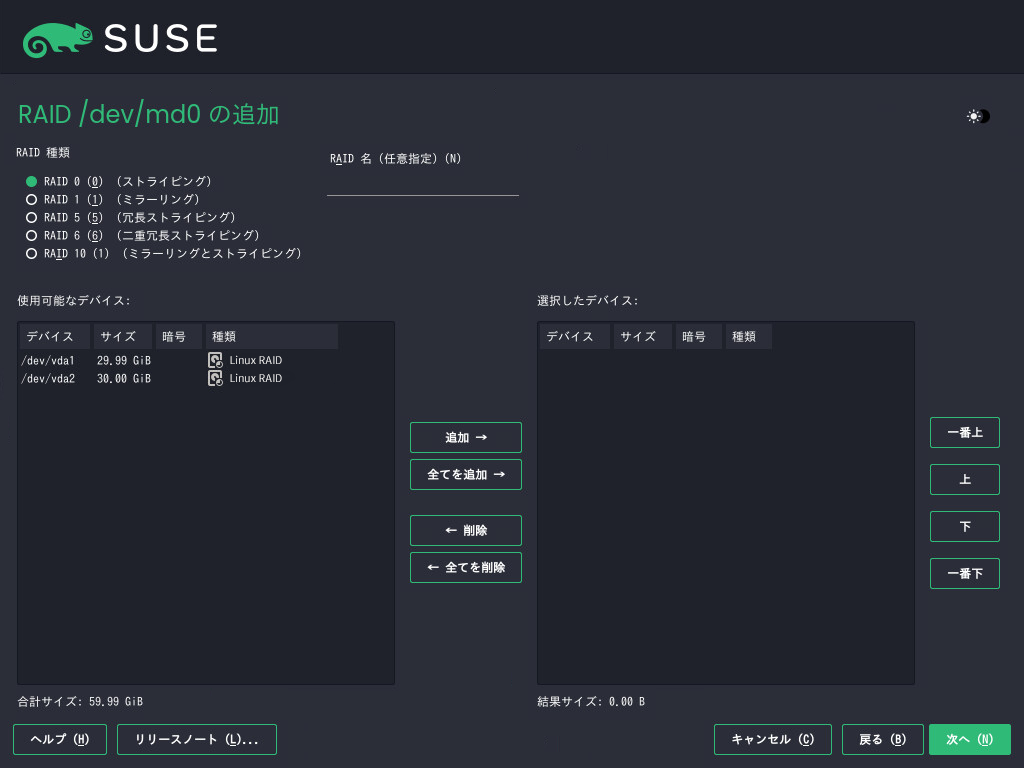 SUSE
RAID /dev/md0 の追加
RAID 種類
RAID 名 (任意指定)(N)
RAID 0 (0) (ストライピング)
RAID 1 (1) (ミラーリング)
RAID 5 (5) (冗長ストライピング)
RAID 6 (6) (二重冗長ストライピング)
RAID 10 (1) (ミラーリングとストライピング)
使用可能なデバイス:
デバイス サイズ 暗号 種類
/dev/vda1 29.99 GiB Linux RAID
/dev/vda2 30.00 GiB Linux RAID
合計サイズ: 59.99 GiB
追加 →
全てを追加 →
← 削除
← 全てを削除
選択したデバイス:
デバイス サイズ 暗号 種類
結果サイズ: 0.00 B
一番上
上
下
一番下
ヘルプ (H) リリースノート (L)... キャンセル (C) 戻る (B) 次へ (N)